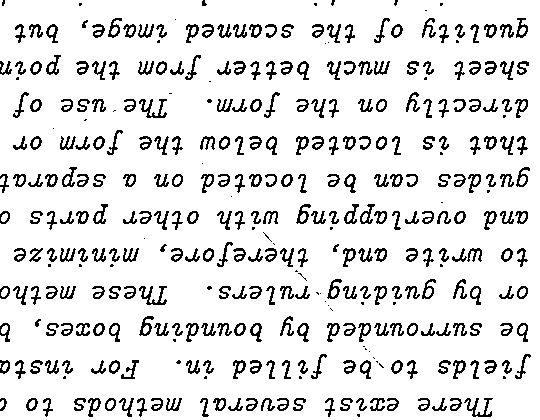 There exist several methods to d
fields to be filled in. For insta
be surrounded by bounding boxes, b
or by guiding rulers. These metho
to write and, therefore, minimize
and overlapping with other parts o
guides can be located on a separat
that is located below the form or
directly on the form. The use of
sheet is much better from the poin
quality of the scanned image, but